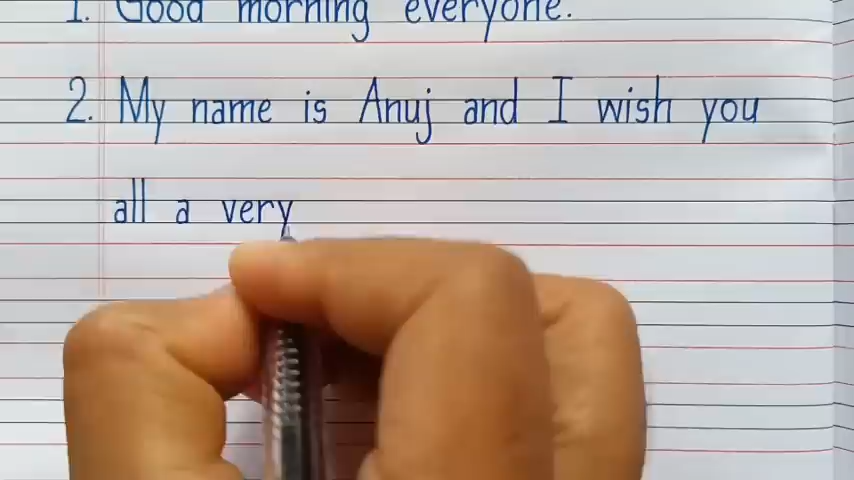 1. Good morning everyone.
2. My name is Anuj and I wish you
all a very